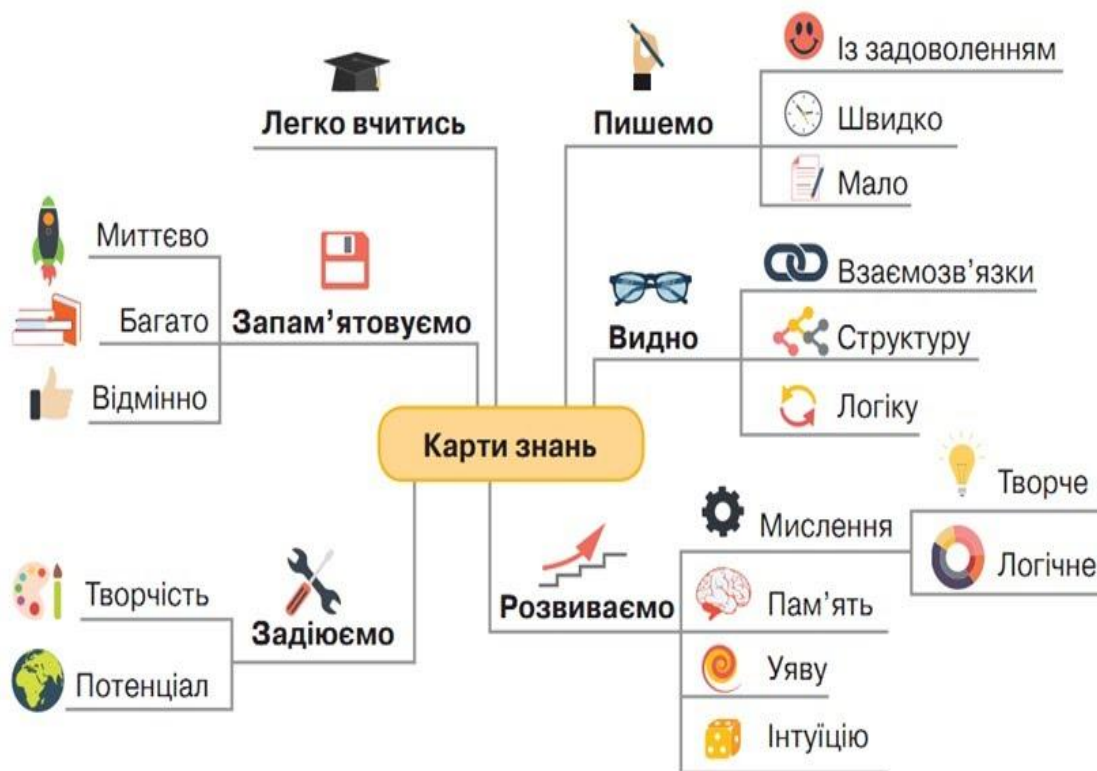 Легко вчитись
Пишемо
Із задоволенням
Швидко
Мало
Миттєво
Багато
Відмінно
Запам’ятовуємо
Видно
Взаємозв’язки
Структуру
Логіку
Карти знань
Творчість
Потенціал
Задіюємо
Розвиваємо
Мислення
Творче
Логічне
Пам’ять
Уяву
Інтуїцію